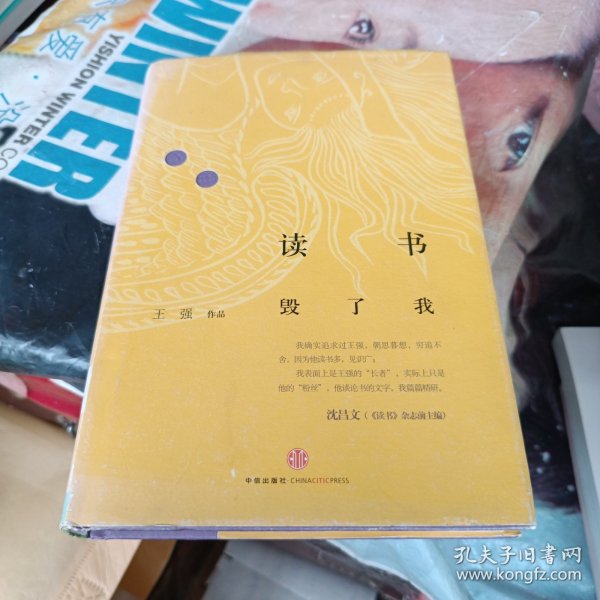 WINTER
YISHION WINTER CO
读书
毁了我
王强 作品
我确实追求过王强,朝思暮想,穷追不
舍。因为他读书多,见识广;
我表面上是王强的“长者”,实际上只是
他的“粉丝”,他谈论书的文字,我篇篇精研。
沈昌文(《读书》杂志前主编)
中信出版社·CHINACITICPRESS
孔夫子旧书网
www.kongfz.com